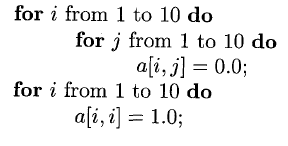 for i from 1 to 10 do
for j from 1 to 10 do
a[i, j] = 0.0;
for i from 1 to 10 do
a[i, i] = 1.0;